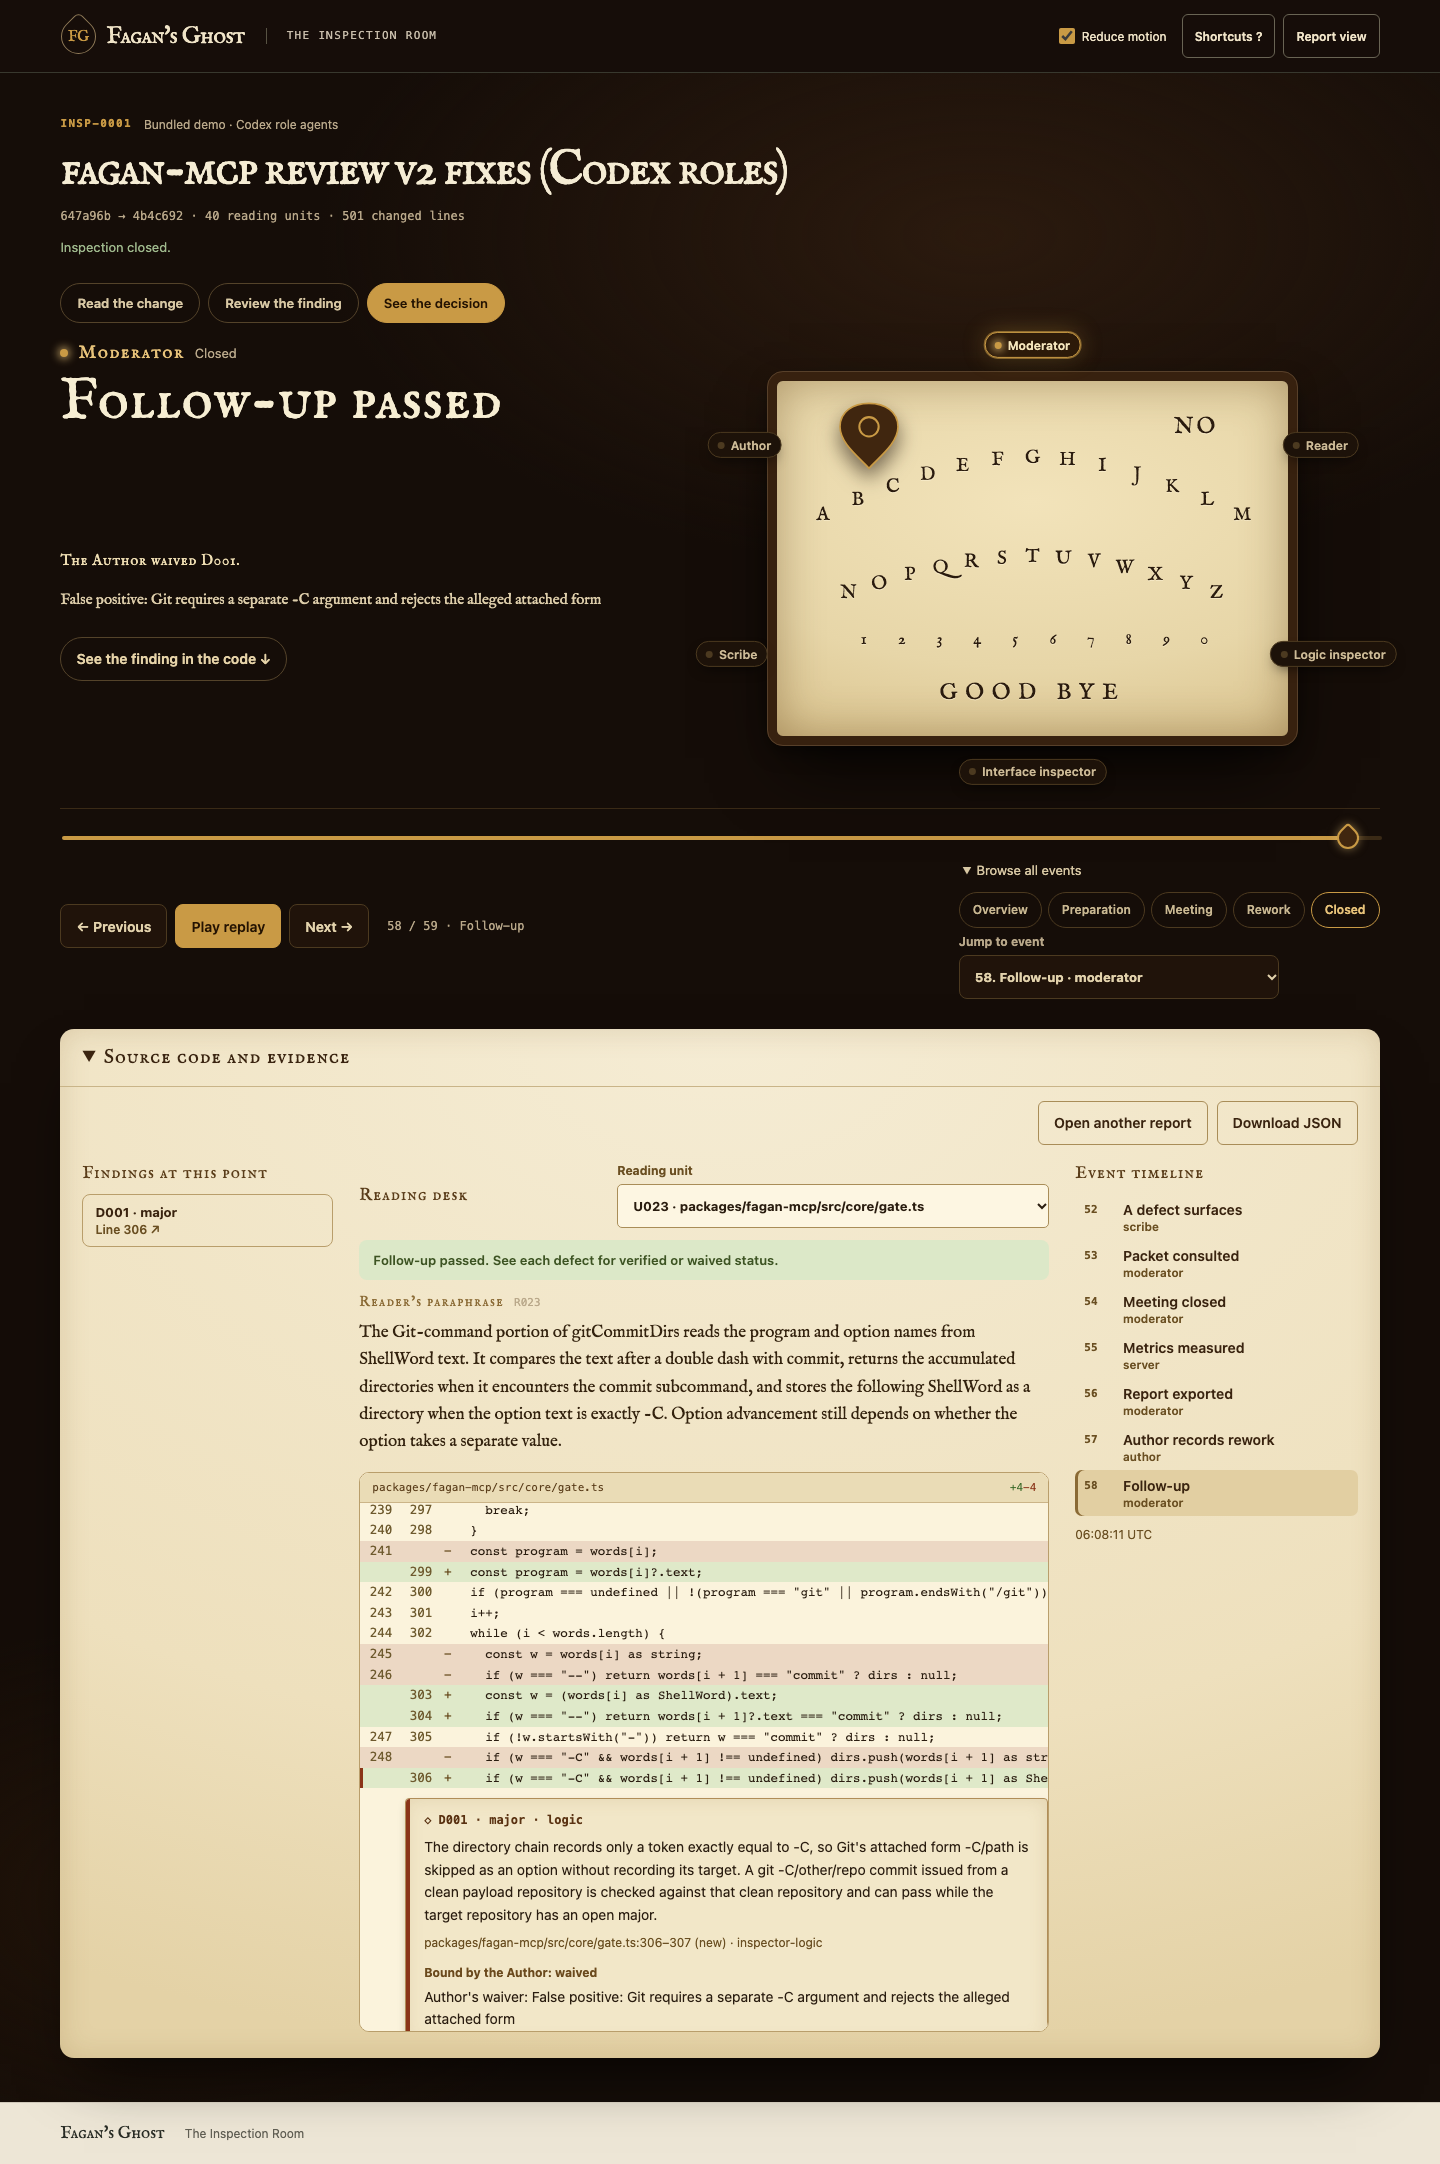 FG Fagan's Ghost THE INSPECTION ROOM
Reduce motion Shortcuts ? Report view
INSP-0001 Bundled demo · Codex role agents
fagan-mcp review v2 fixes (Codex roles)
647a96b → 4b4c692 · 40 reading units · 501 changed lines
Inspection closed.
Read the change Review the finding See the decision
Moderator Closed
Follow-up passed
The Author waived D001.
False positive: Git requires a separate -C argument and rejects the alleged attached form
See the finding in the code ↓
Moderator
Author
Reader
Scribe
Logic inspector
Interface inspector
NO
A B C D E F G H I J K L M
N O P Q R S T U V W X Y Z
1 2 3 4 5 6 7 8 9 0
GOOD BYE
← Previous Play replay Next → 58 / 59 · Follow-up
▼ Browse all events
Overview Preparation Meeting Rework Closed
Jump to event
58. Follow-up · moderator
▼ Source code and evidence
Open another report Download JSON
Findings at this point
D001 · major
Line 306 ↗
Reading desk
Reading unit
U023 · packages/fagan-mcp/src/core/gate.ts
Follow-up passed. See each defect for verified or waived status.
Reader's paraphrase R023
The Git-command portion of gitCommitDirs reads the program and option names from
ShellWord text. It compares the text after a double dash with commit, returns the accumulated
directories when it encounters the commit subcommand, and stores the following ShellWord as a
directory when the option text is exactly -C. Option advancement still depends on whether the
option takes a separate value.
packages/fagan-mcp/src/core/gate.ts +4−4
239 297 break;
240 298 }
241 − const program = words[i];
299 + const program = words[i]?.text;
242 300 if (program === undefined || !(program === "git" || program.endsWith("/git"))
243 301 i++;
244 302 while (i < words.length) {
245 − const w = words[i] as string;
246 − if (w === "--") return words[i + 1] === "commit" ? dirs : null;
303 + const w = (words[i] as ShellWord).text;
304 + if (w === "--") return words[i + 1]?.text === "commit" ? dirs : null;
247 305 if (!w.startsWith("-")) return w === "commit" ? dirs : null;
248 − if (w === "-C" && words[i + 1] !== undefined) dirs.push(words[i + 1] as str
306 + if (w === "-C" && words[i + 1] !== undefined) dirs.push(words[i + 1] as She
◇ D001 · major · logic
The directory chain records only a token exactly equal to -C, so Git's attached form -C/path is
skipped as an option without recording its target. A git -C/other/repo commit issued from a
clean payload repository is checked against that clean repository and can pass while the
target repository has an open major.
packages/fagan-mcp/src/core/gate.ts:306–307 (new) · inspector-logic
Bound by the Author: waived
Author's waiver: False positive: Git requires a separate -C argument and rejects the alleged
attached form
Event timeline
52 A defect surfaces
scribe
53 Packet consulted
moderator
54 Meeting closed
moderator
55 Metrics measured
server
56 Report exported
moderator
57 Author records rework
author
58 Follow-up
moderator
06:08:11 UTC
Fagan's Ghost The Inspection Room